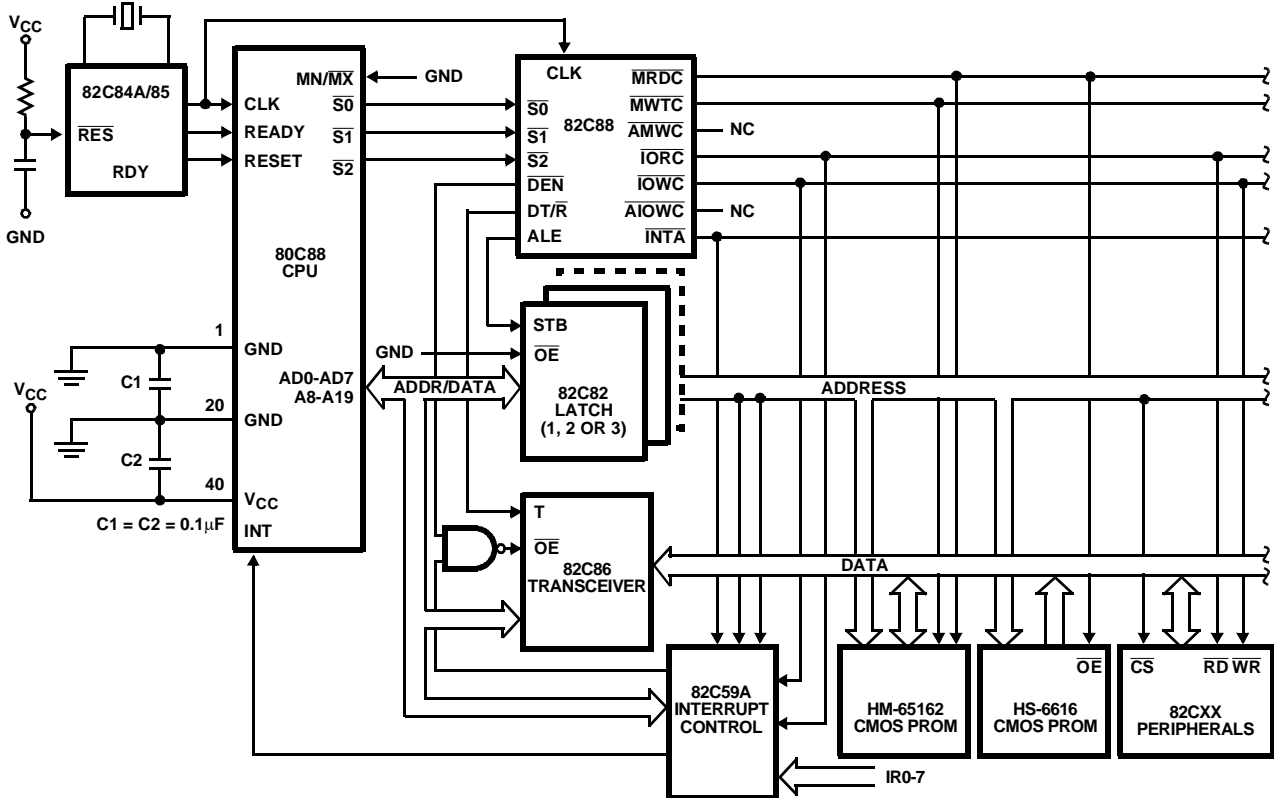 VCC
82C84A/85
RES
RDY
GND
CLK
READY
RESET
MN/MX
S0
S1
S2
GND
80C88
CPU
1
GND
C1
VCC
20
GND
C2
40
VCC
C1 = C2 = 0.1μF
INT
AD0-AD7
A8-A19
ADDR/DATA
CLK
82C88
S0
S1
S2
DEN
DT/R
ALE
MRDC
MWTC
AMWC
NC
IORC
IOWC
AIOWC
NC
INTA
STB
GND
OE
82C82
LATCH
(1, 2 OR 3)
ADDRESS
T
OE
82C86
TRANSCEIVER
DATA
82C59A
INTERRUPT
CONTROL
IR0-7
HM-65162
CMOS PROM
OE
HS-6616
CMOS PROM
CS
RD WR
82CXX
PERIPHERALS